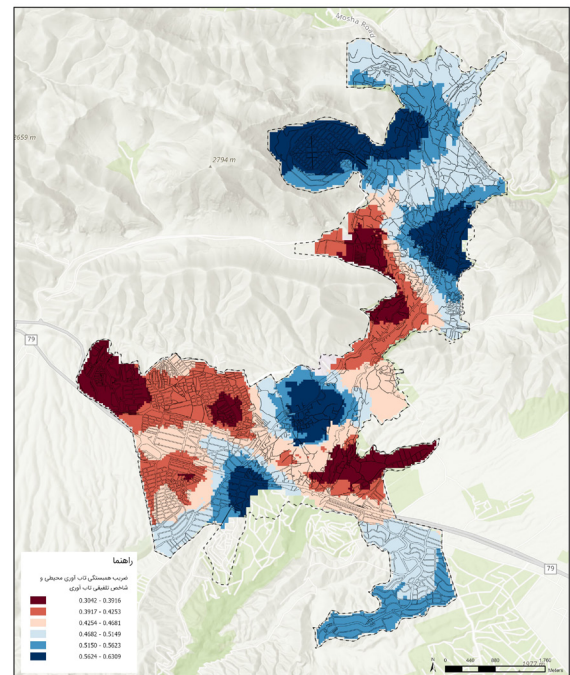 Mosha Road
2659 m
2794 m
79
79
راهنما
ضریب همبستگی تاب آوری محیطی و
شاخص تلفیقی تاب آوری
0.3042 - 0.3916
0.3917 - 0.4253
0.4254 - 0.4681
0.4682 - 0.5149
0.5150 - 0.5623
0.5624 - 0.6309
N
0
880
1,760
Meters